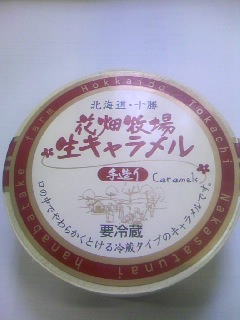 Hanabatake Farm Hokkaido Tokachi Nakasatsunai
北海道・十勝
花畑牧場
生キャラメル
手造り
Caramels
口の中でやわらかくとける冷蔵タイプのキャラメルです。
要冷蔵